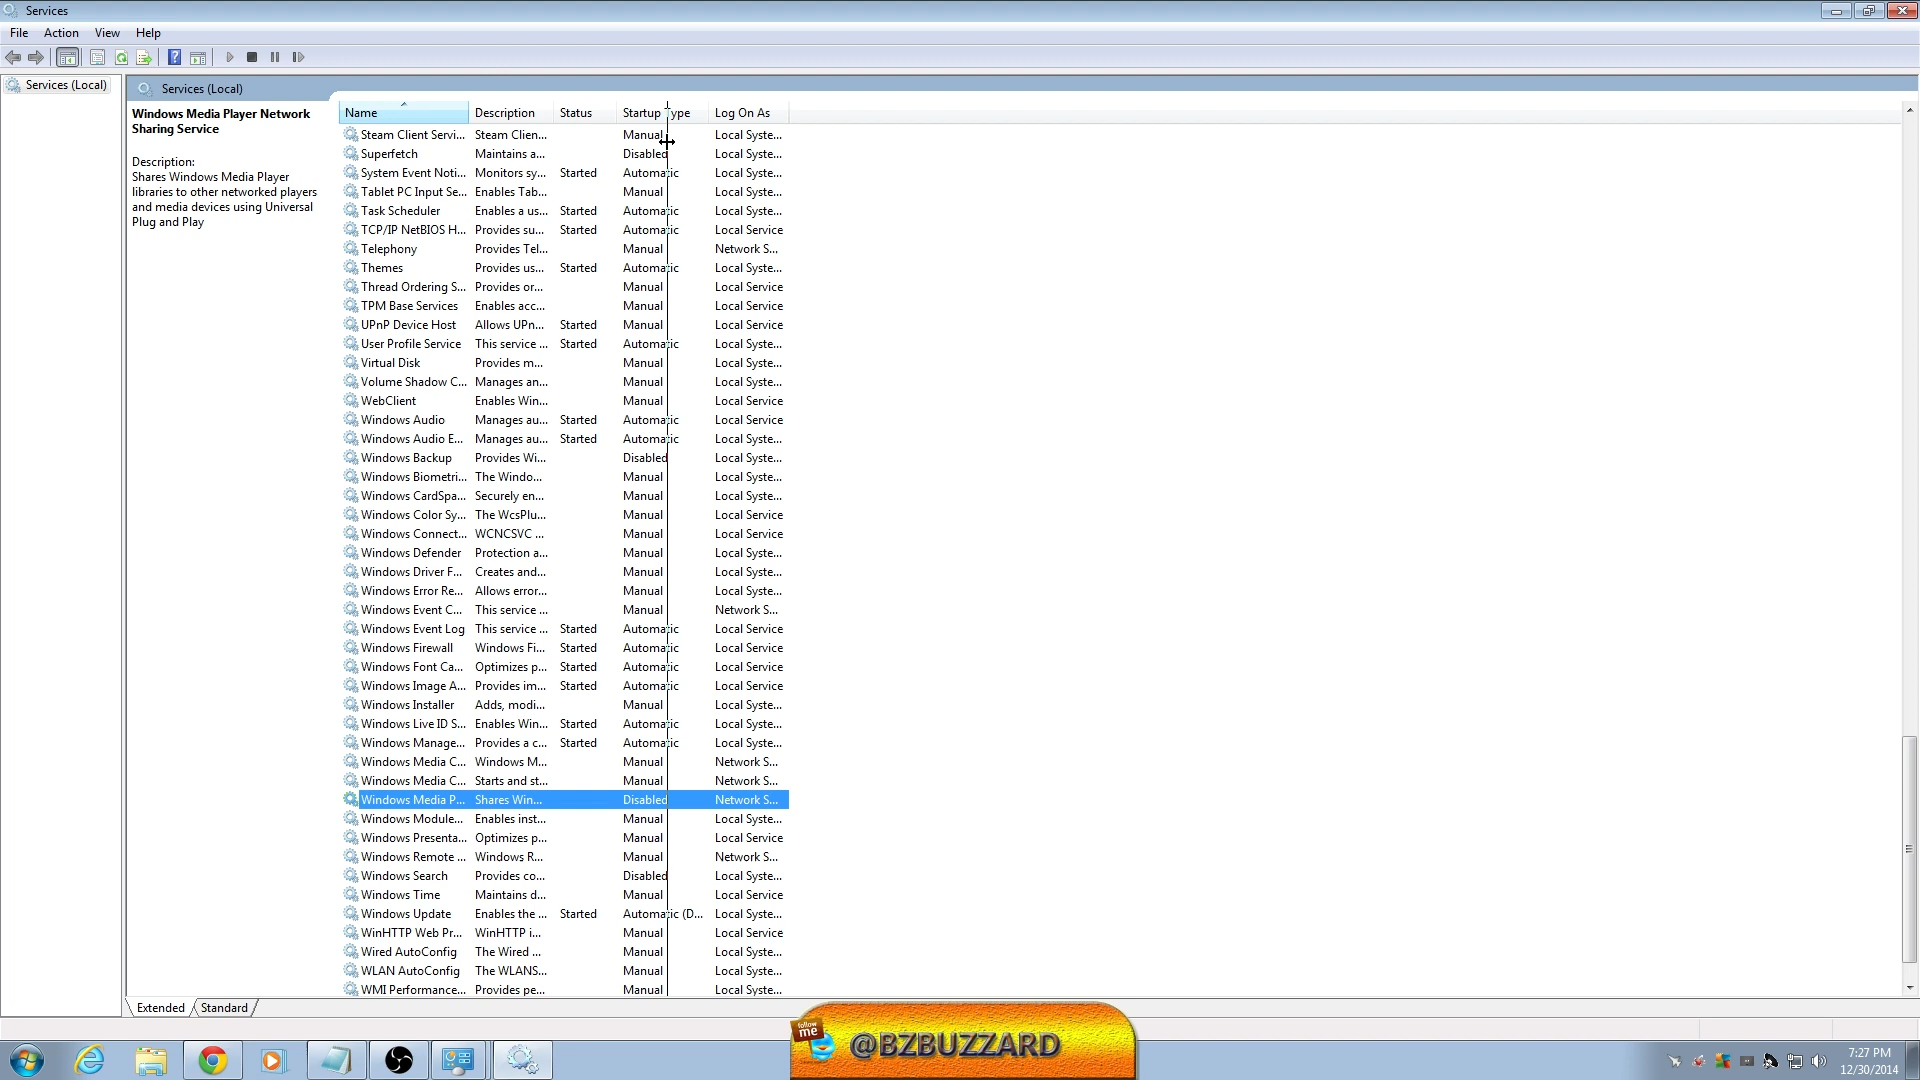 Services
File Action View Help
Services (Local)
Services (Local)
Windows Media Player Network
Sharing Service
Description:
Shares Windows Media Player
libraries to other networked players
and media devices using Universal
Plug and Play
Name Description Status Startup Type Log On As
Steam Client Servi... Steam Clien... Manual Local Syste...
Superfetch Maintains a... Disabled Local Syste...
System Event Noti... Monitors sy... Started Automatic Local Syste...
Tablet PC Input Se... Enables Tab... Manual Local Syste...
Task Scheduler Enables a us... Started Automatic Local Syste...
TCP/IP NetBIOS H... Provides su... Started Automatic Local Service
Telephony Provides Tel... Manual Network S...
Themes Provides us... Started Automatic Local Syste...
Thread Ordering S... Provides or... Manual Local Service
TPM Base Services Enables acc... Manual Local Service
UPnP Device Host Allows UPn... Started Manual Local Service
User Profile Service This service ... Started Automatic Local Syste...
Virtual Disk Provides m... Manual Local Syste...
Volume Shadow C... Manages an... Manual Local Syste...
WebClient Enables Win... Manual Local Service
Windows Audio Manages au... Started Automatic Local Service
Windows Audio E... Manages au... Started Automatic Local Syste...
Windows Backup Provides Wi... Disabled Local Syste...
Windows Biometri... The Windo... Manual Local Syste...
Windows CardSpa... Securely en... Manual Local Syste...
Windows Color Sy... The WcsPlu... Manual Local Service
Windows Connect... WCNCSVC ... Manual Local Service
Windows Defender Protection a... Manual Local Syste...
Windows Driver F... Creates and... Manual Local Syste...
Windows Error Re... Allows error... Manual Local Syste...
Windows Event C... This service ... Manual Network S...
Windows Event Log This service ... Started Automatic Local Service
Windows Firewall Windows Fi... Started Automatic Local Service
Windows Font Ca... Optimizes p... Started Automatic Local Service
Windows Image A... Provides im... Started Automatic Local Service
Windows Installer Adds, modi... Manual Local Syste...
Windows Live ID S... Enables Win... Started Automatic Local Syste...
Windows Manage... Provides a c... Started Automatic Local Syste...
Windows Media C... Windows M... Manual Network S...
Windows Media C... Starts and st... Manual Network S...
Windows Media P... Shares Win... Disabled Network S...
Windows Module... Enables inst... Manual Local Syste...
Windows Presenta... Optimizes p... Manual Local Service
Windows Remote ... Windows R... Manual Network S...
Windows Search Provides co... Disabled Local Syste...
Windows Time Maintains d... Manual Local Service
Windows Update Enables the ... Started Automatic (D... Local Syste...
WinHTTP Web Pr... WinHTTP i... Manual Local Service
Wired AutoConfig The Wired ... Manual Local Syste...
WLAN AutoConfig The WLANS... Manual Local Syste...
WMI Performance... Provides pe... Manual Local Syste...
Extended Standard
follow
me
@BZBUZZARD
7:27 PM
12/30/2014